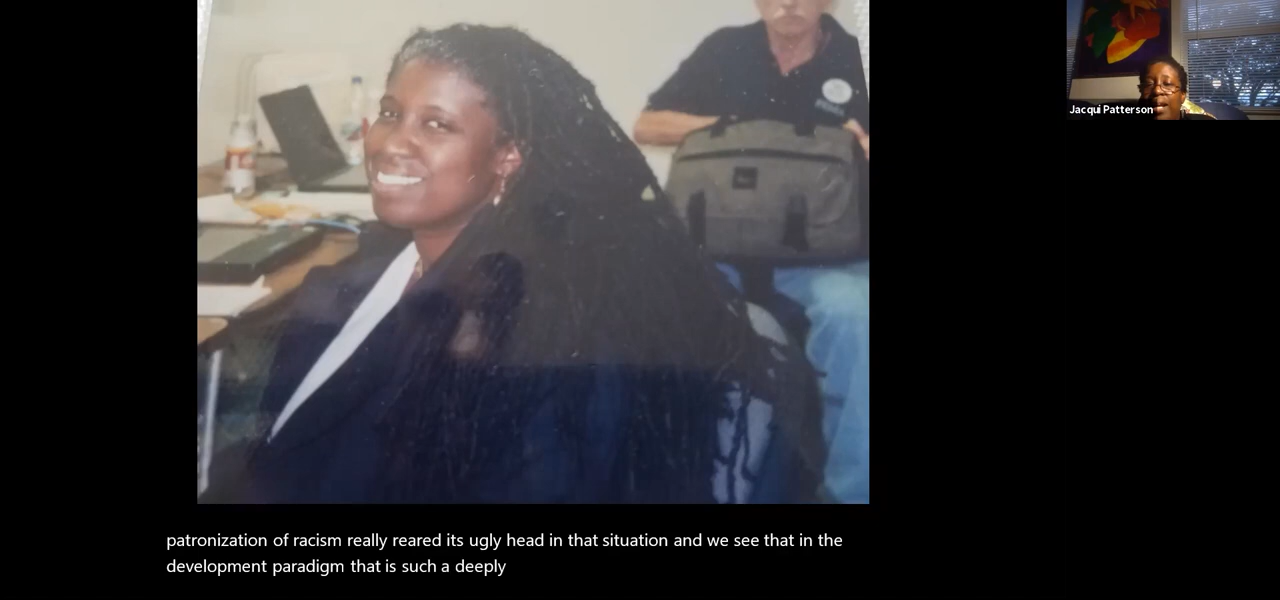 Jacqui Patterson
patronization of racism really reared its ugly head in that situation and we see that in the
development paradigm that is such a deeply